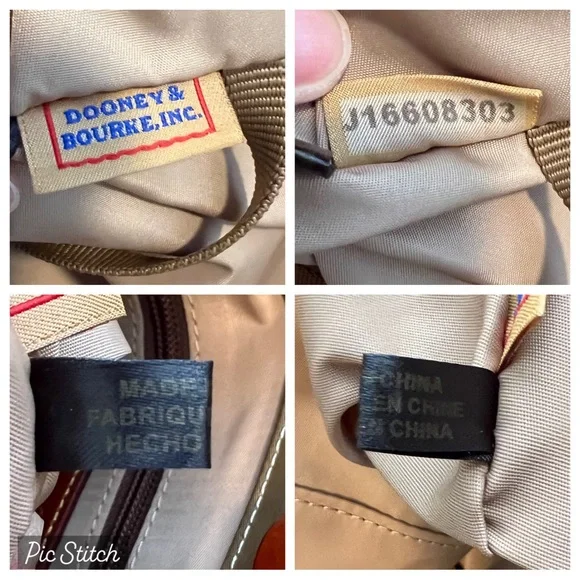 DOONEY &
BOURKE, INC.
J16608303
MADE
FABRIQU
HECHO
CHINA
EN CHINE
N CHINA
Pic Stitch